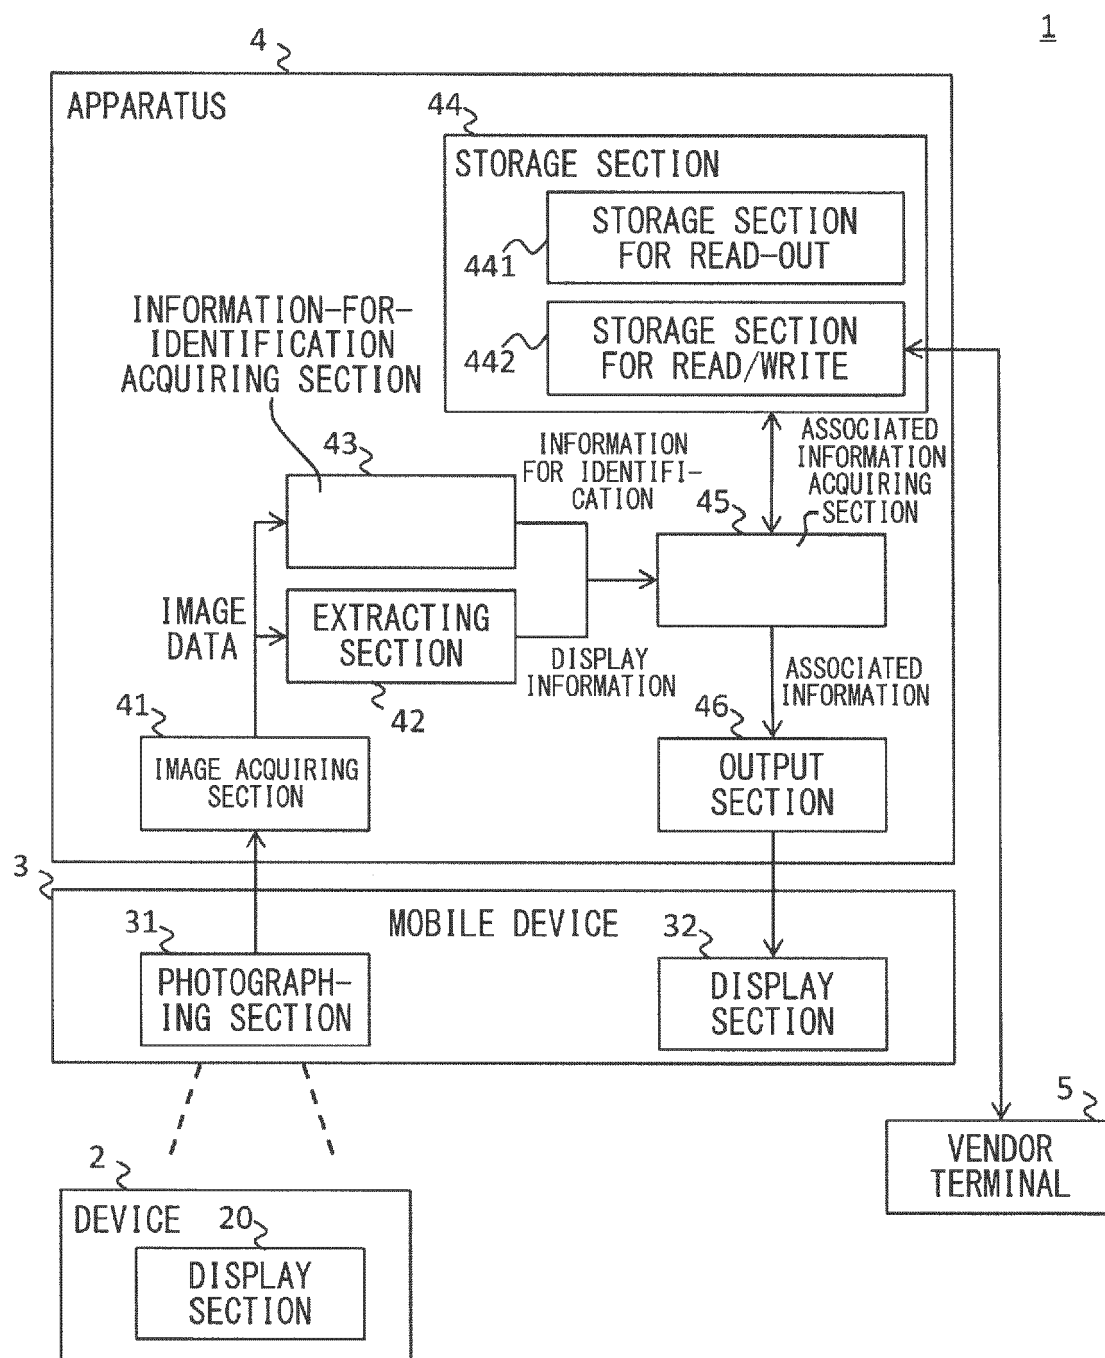 1
4
APPARATUS
44
STORAGE SECTION
STORAGE SECTION
FOR READ-OUT
441
STORAGE SECTION
FOR READ/WRITE
442
INFORMATION-FOR-
IDENTIFICATION
ACQUIRING SECTION
43
INFORMATION
FOR IDENTIFI-
CATION
ASSOCIATED
INFORMATION
ACQUIRING
SECTION
45
IMAGE
DATA
EXTRACTING
SECTION
42
DISPLAY
INFORMATION
ASSOCIATED
INFORMATION
41
IMAGE ACQUIRING
SECTION
46
OUTPUT
SECTION
3
MOBILE DEVICE
31
PHOTOGRAPH-
ING SECTION
32
DISPLAY
SECTION
5
VENDOR
TERMINAL
2
DEVICE
20
DISPLAY
SECTION